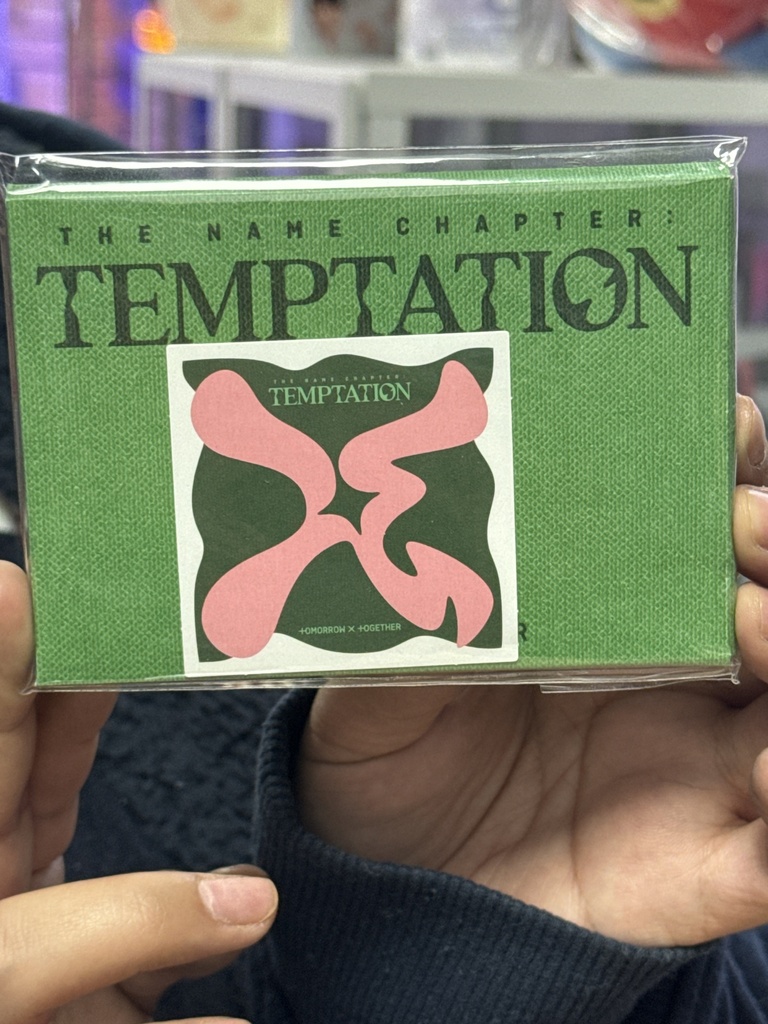 THE NAME CHAPTER:
TEMPTATION
THE NAME CHAPTER:
TEMPTATION
TOMORROW X TOGETHER
R